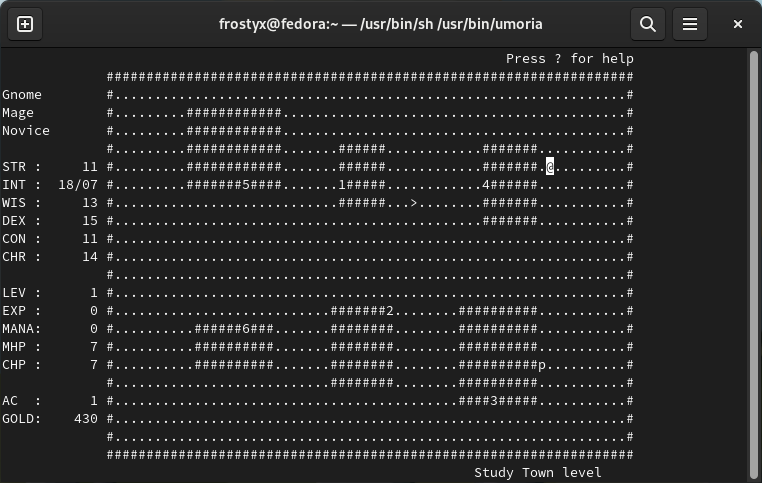 frostyx@fedora:~ — /usr/bin/sh /usr/bin/umoria
Press ? for help
##################################################################
Gnome        #................................................................#
Mage         #.........############...........................................#
Novice       #.........############...........................................#
#.........############.......######............#######...........#
STR :     11 #.........############.......######............#######.@.........#
INT :  18/07 #.........#######5####.......1#####............4######...........#
WIS :     13 #............................######...>........#######...........#
DEX :     15 #..............................................#######...........#
CON :     11 #................................................................#
CHR :     14 #................................................................#
#................................................................#
LEV :      1 #................................................................#
EXP :      0 #...........................#######2........##########...........#
MANA:      0 #..........######6###.......########........##########...........#
MHP :      7 #..........##########.......########........##########...........#
CHP :      7 #..........##########.......########........##########p..........#
#...........................########........##########...........#
AC  :      1 #...........................................####3#####...........#
GOLD:    430 #................................................................#
#................................................................#
##################################################################
Study Town level